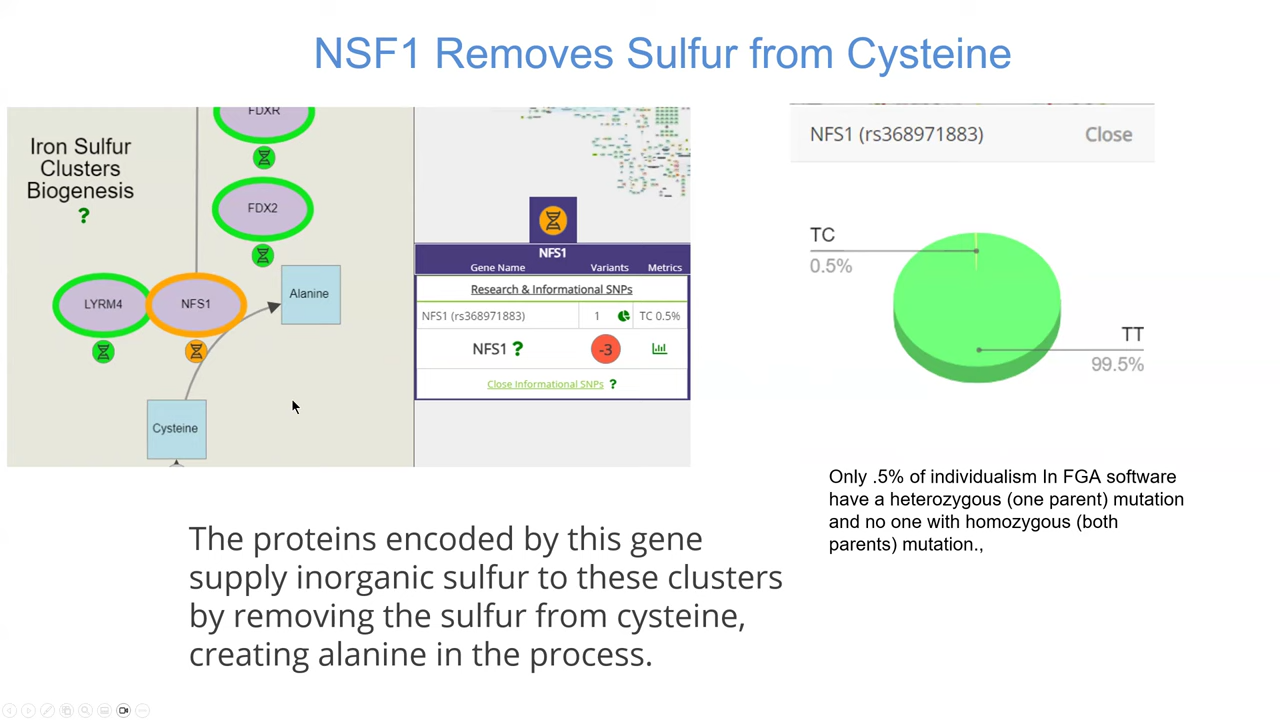 NSF1 Removes Sulfur from Cysteine
FDXR
Iron Sulfur
Clusters
Biogenesis
?
FDX2
Alanine
LYRM4
NFS1
Cysteine
NFS1
Gene Name Variants Metrics
Research & Informational SNPs
NFS1 (rs368971883) 1 TC 0.5%
NFS1 ? -3
Close Informational SNPs ?
NFS1 (rs368971883) Close
TC
0.5%
TT
99.5%
Only .5% of individualism In FGA software
have a heterozygous (one parent) mutation
and no one with homozygous (both
parents) mutation.,
The proteins encoded by this gene
supply inorganic sulfur to these clusters
by removing the sulfur from cysteine,
creating alanine in the process.